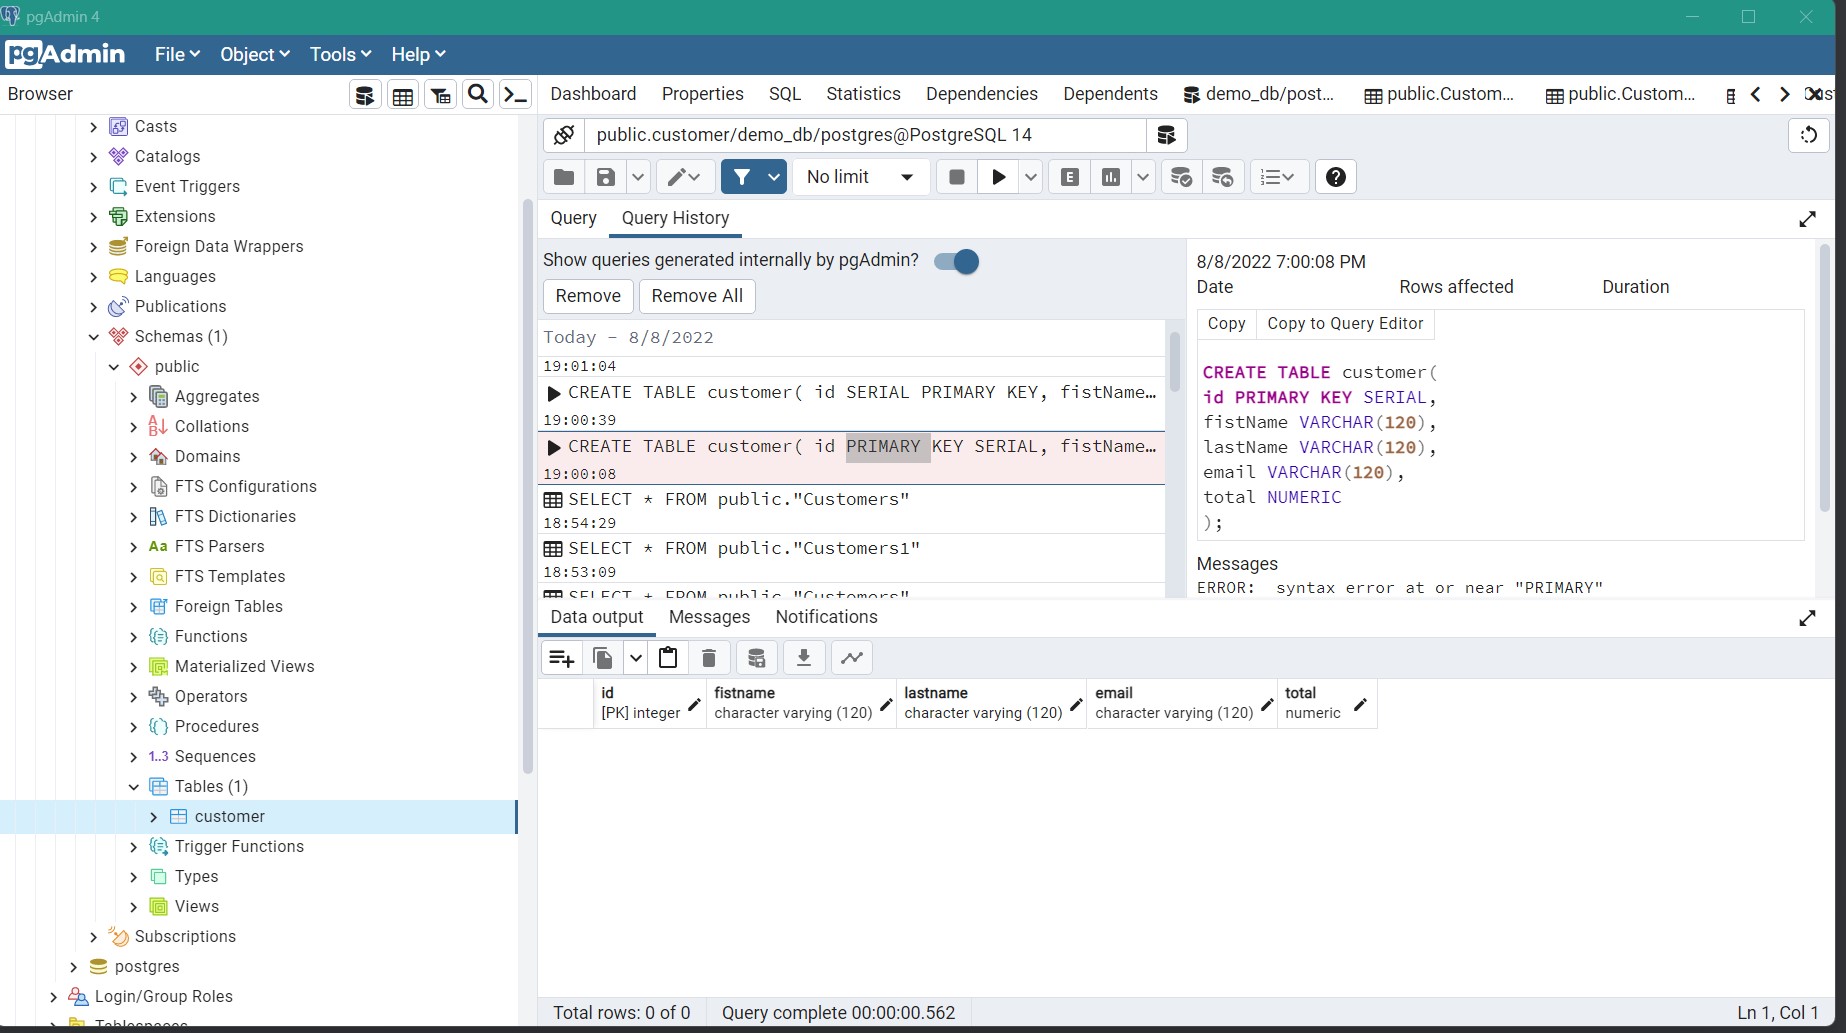 pgAdmin 4
pgAdmin File Object Tools Help
Browser
Dashboard Properties SQL Statistics Dependencies Dependents demo_db/post... public.Custom... public.Custom...
Casts
Catalogs
Event Triggers
Extensions
Foreign Data Wrappers
Languages
Publications
Schemas (1)
public
Aggregates
Collations
Domains
FTS Configurations
FTS Dictionaries
Aa FTS Parsers
FTS Templates
Foreign Tables
Functions
Materialized Views
Operators
Procedures
1..3 Sequences
Tables (1)
customer
Trigger Functions
Types
Views
Subscriptions
postgres
Login/Group Roles
Tablespaces
public.customer/demo_db/postgres@PostgreSQL 14
No limit
E
Query Query History
Show queries generated internally by pgAdmin?
Remove Remove All
Today - 8/8/2022
19:01:04
CREATE TABLE customer( id SERIAL PRIMARY KEY, fistName…
19:00:39
CREATE TABLE customer( id PRIMARY KEY SERIAL, fistName…
19:00:08
SELECT * FROM public."Customers"
18:54:29
SELECT * FROM public."Customers1"
18:53:09
SELECT * FROM public."Customers"
8/8/2022 7:00:08 PM
Date Rows affected Duration
Copy Copy to Query Editor
CREATE TABLE customer(
id PRIMARY KEY SERIAL,
fistName VARCHAR(120),
lastName VARCHAR(120),
email VARCHAR(120),
total NUMERIC
);
Messages
ERROR: syntax error at or near "PRIMARY"
Data output Messages Notifications
id fistname lastname email total
[PK] integer character varying (120) character varying (120) character varying (120) numeric
Total rows: 0 of 0 Query complete 00:00:00.562 Ln 1, Col 1